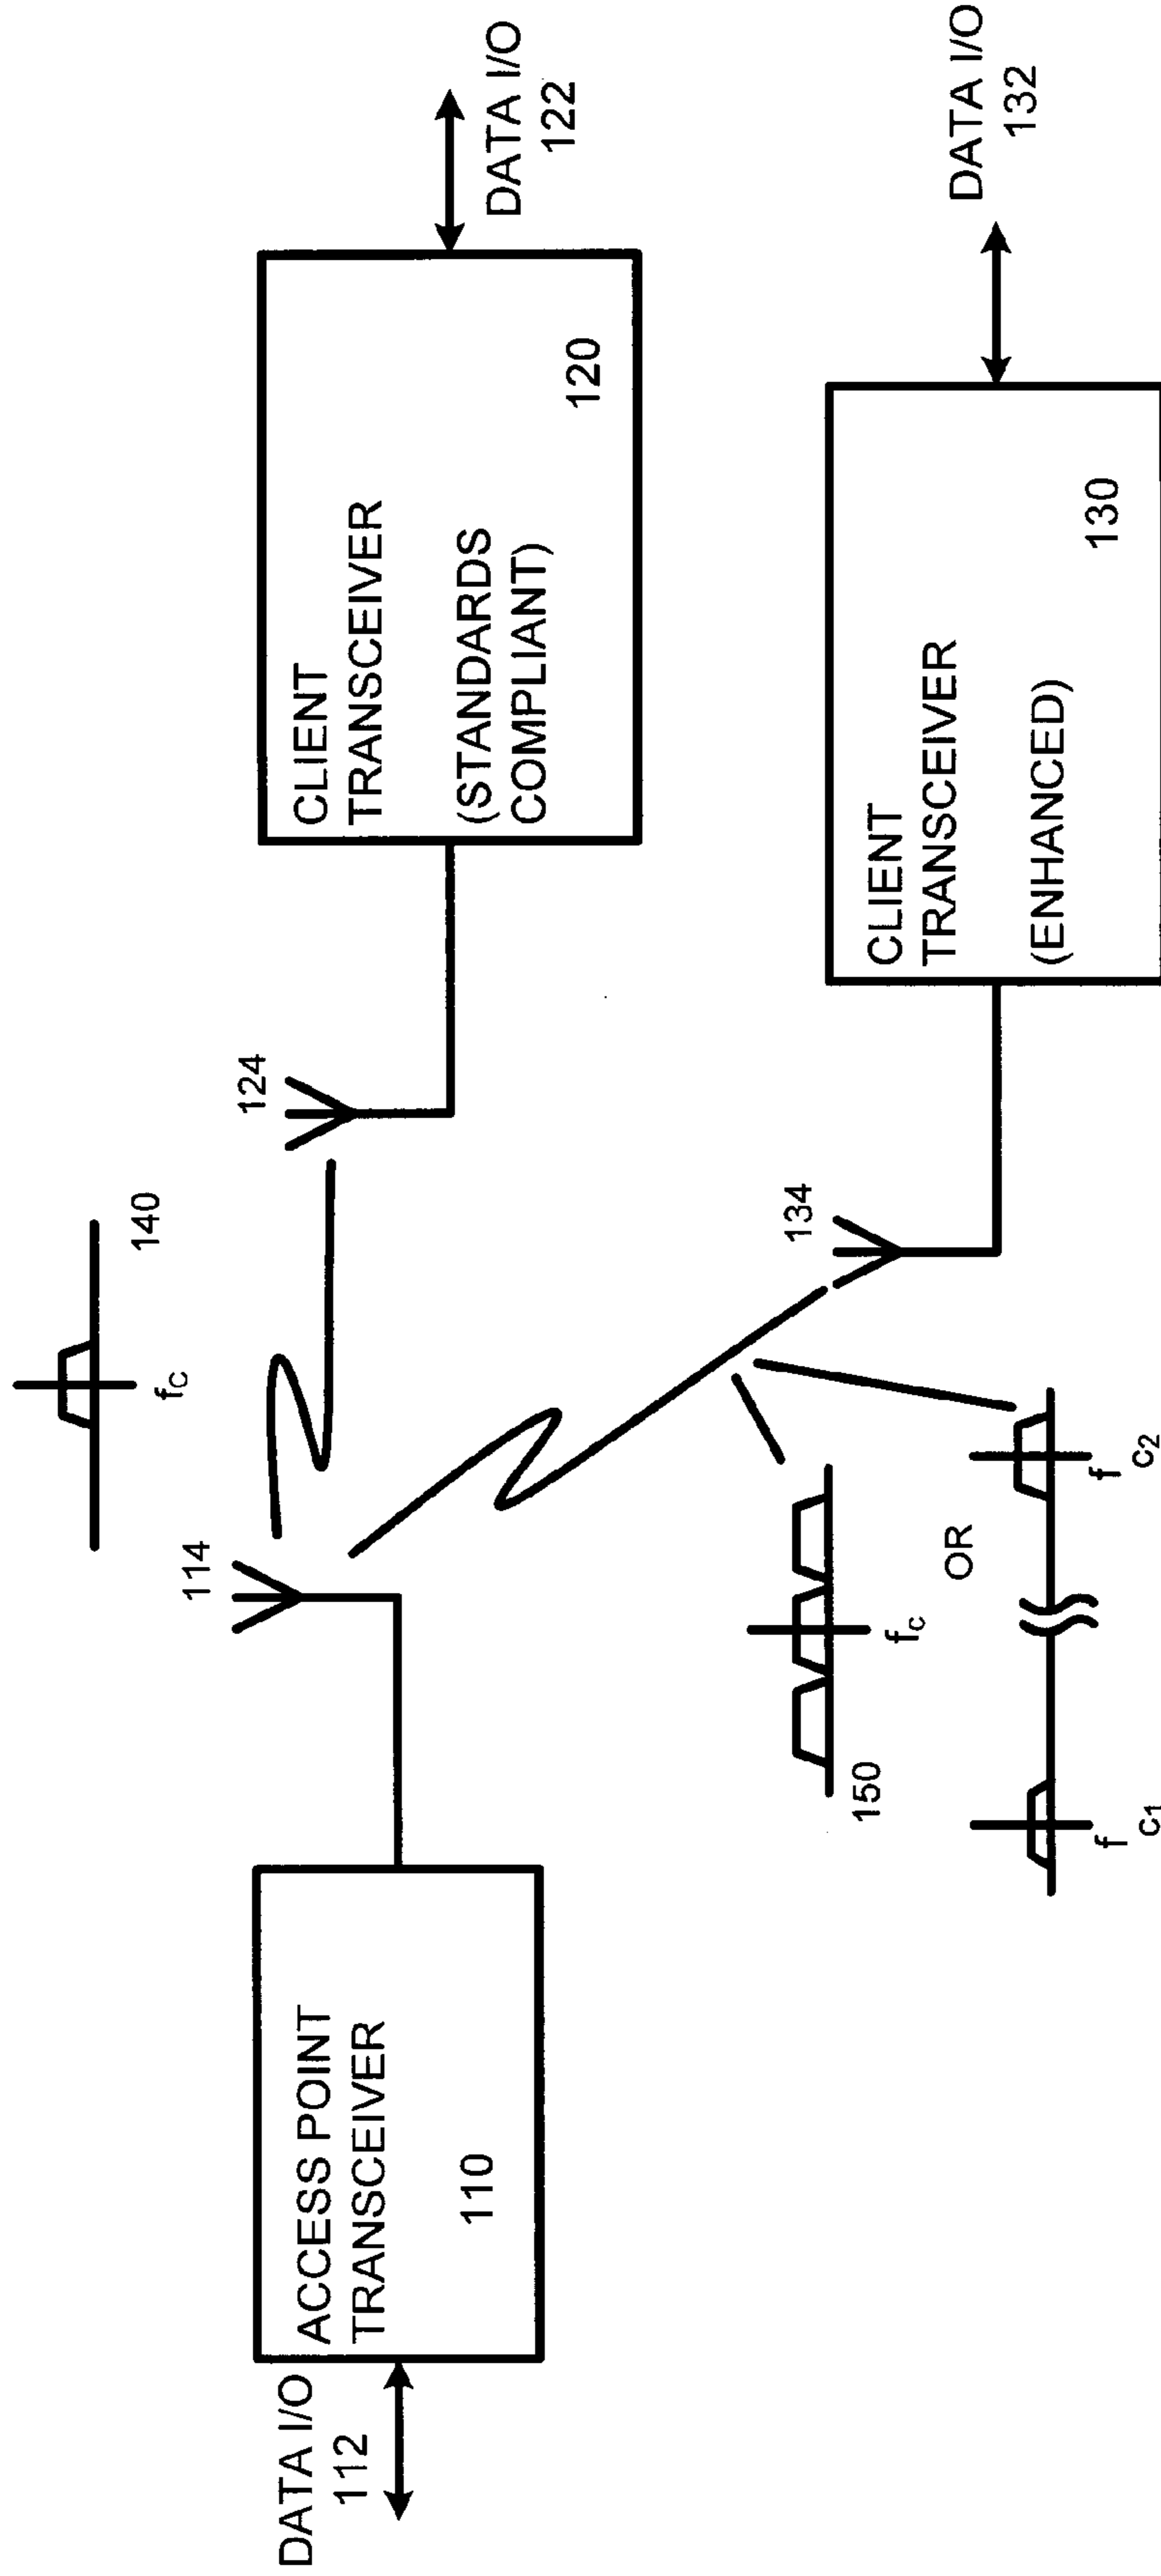 DATA I/O
112
ACCESS POINT
TRANSCEIVER
110
114
140
fc
124
CLIENT
TRANSCEIVER
(STANDARDS
COMPLIANT)
120
DATA I/O
122
134
CLIENT
TRANSCEIVER
(ENHANCED)
130
DATA I/O
132
150
fc
OR
f c1
f c2